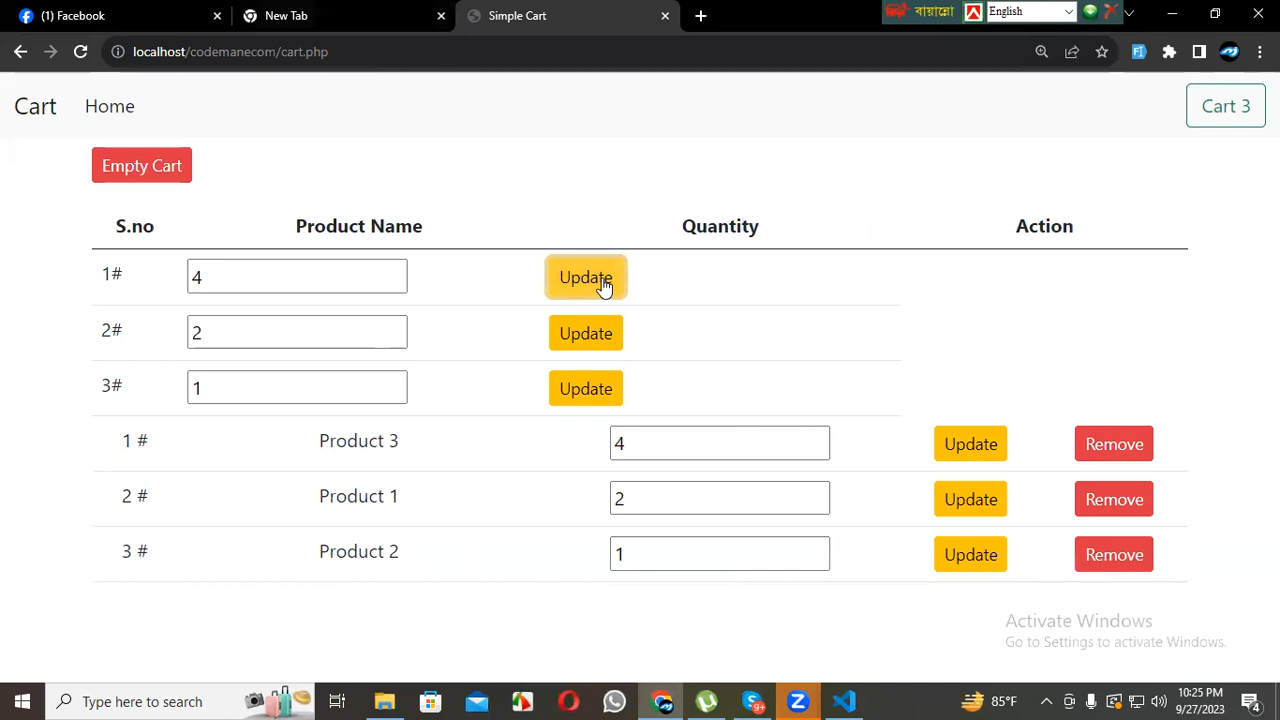 (1) Facebook
New Tab
Simple Cart
বায়ান্নো
English
localhost/codemanecom/cart.php
Cart Home Cart 3
Empty Cart
S.no Product Name Quantity Action
1# 4 Update
2# 2 Update
3# 1 Update
1 # Product 3 4 Update Remove
2 # Product 1 2 Update Remove
3 # Product 2 1 Update Remove
Activate Windows
Go to Settings to activate Windows.
Type here to search
9+
85°F
10:25 PM
9/27/2023
4